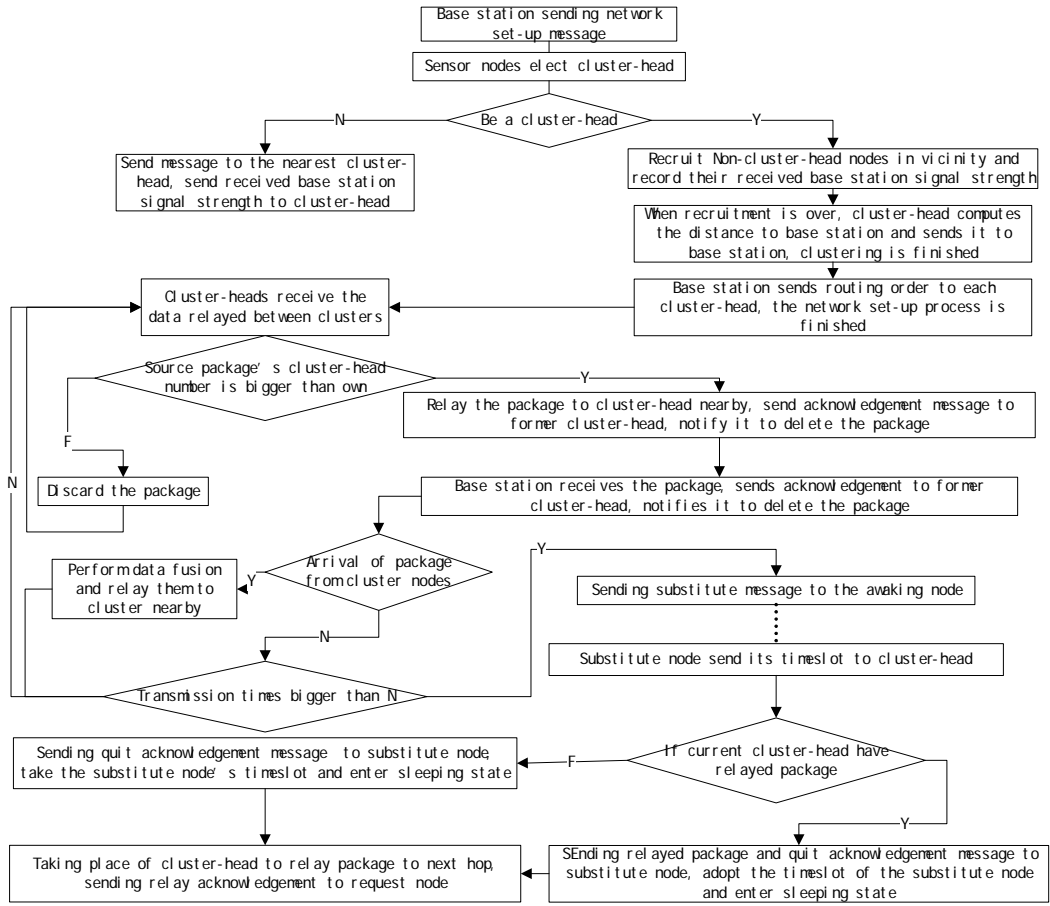 Base station sending network
set-up message
Sensor nodes elect cluster-head
Be a cluster-head
N
Y
Send message to the nearest cluster-
head, send received base station
signal strength to cluster-head
Recruit Non-cluster-head nodes in vicinity and
record their received base station signal strength
When recruitment is over, cluster-head computes
the distance to base station and sends it to
base station, clustering is finished
Cluster-heads receive the
data relayed between clusters
Base station sends routing order to each
cluster-head, the network set-up process is
finished
Source package's cluster-head
number is bigger than own
Y
Relay the package to cluster-head nearby, send acknowledgement message to
former cluster-head, notify it to delete the package
F
N
Discard the package
Base station receives the package, sends acknowledgement to former
cluster-head, notifies it to delete the package
Arrival of package
from cluster nodes
Y
Perform data fusion
and relay them to
cluster nearby
Y
Sending substitute message to the awaking node
N
Substitute node send its timeslot to cluster-head
Transmission times bigger than N
Sending quit acknowledgement message to substitute node,
take the substitute node's timeslot and enter sleeping state
F
If current cluster-head have
relayed package
Y
Taking place of cluster-head to relay package to next hop,
sending relay acknowledgement to request node
SEnding relayed package and quit acknowledgement message to
substitute node, adopt the timeslot of the substitute node
and enter sleeping state